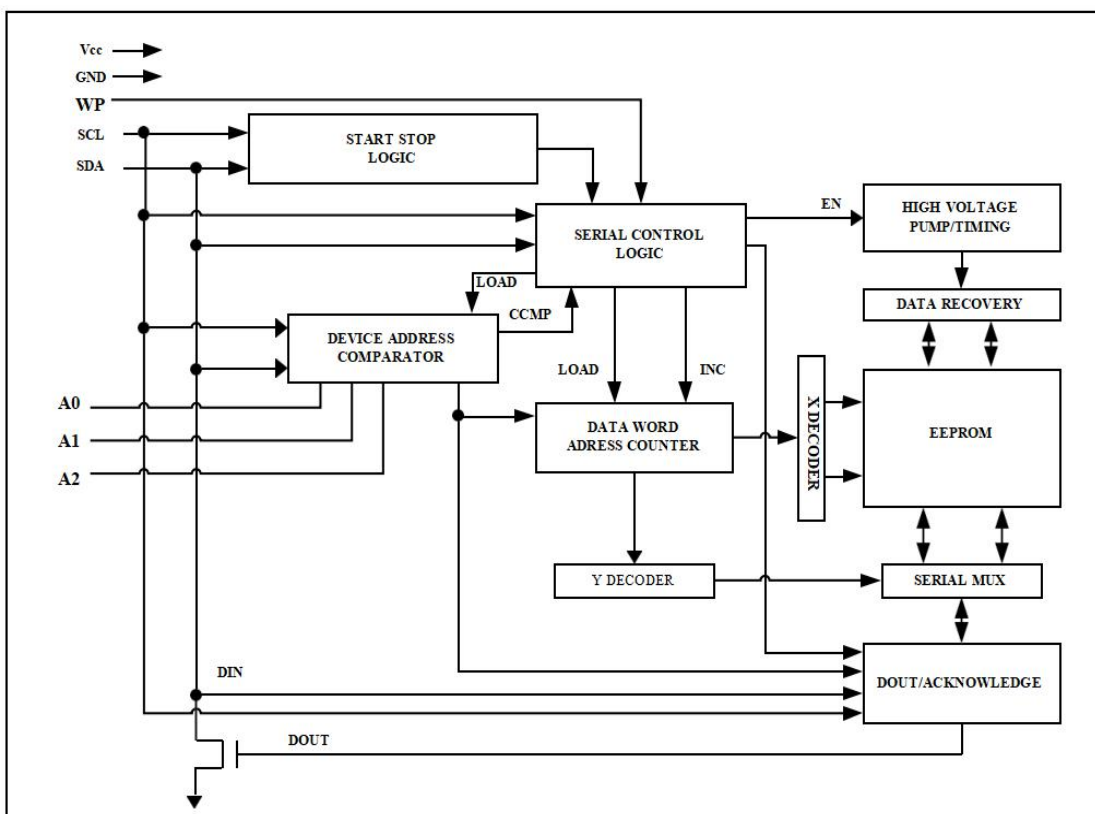 Vcc
GND
WP
SCL
SDA
START STOP
LOGIC
EN
HIGH VOLTAGE
PUMP/TIMING
SERIAL CONTROL
LOGIC
LOAD
CCMP
DATA RECOVERY
DEVICE ADDRESS
COMPARATOR
LOAD
INC
A0
A1
A2
DATA WORD
ADRESS COUNTER
X DECODER
EEPROM
Y DECODER
SERIAL MUX
DIN
DOUT/ACKNOWLEDGE
DOUT